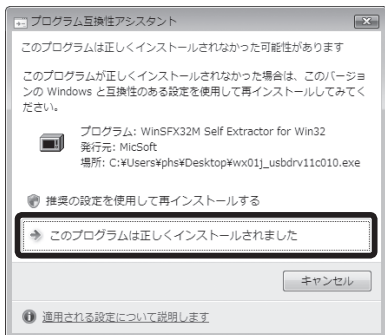 プログラム互換性アシスタント
このプログラムは正しくインストールされなかった可能性があります
このプログラムが正しくインストールされなかった場合は、このバージョ
ンの Windows と互換性のある設定を使用して再インストールしてみてく
ださい。
プログラム: WinSFX32M Self Extractor for Win32
発行元: MicSoft
場所: C:¥Users¥phs¥Desktop¥wx01j_usbdrv11c010.exe
推奨の設定を使用して再インストールする
このプログラムは正しくインストールされました
キャンセル
適用される設定について説明します